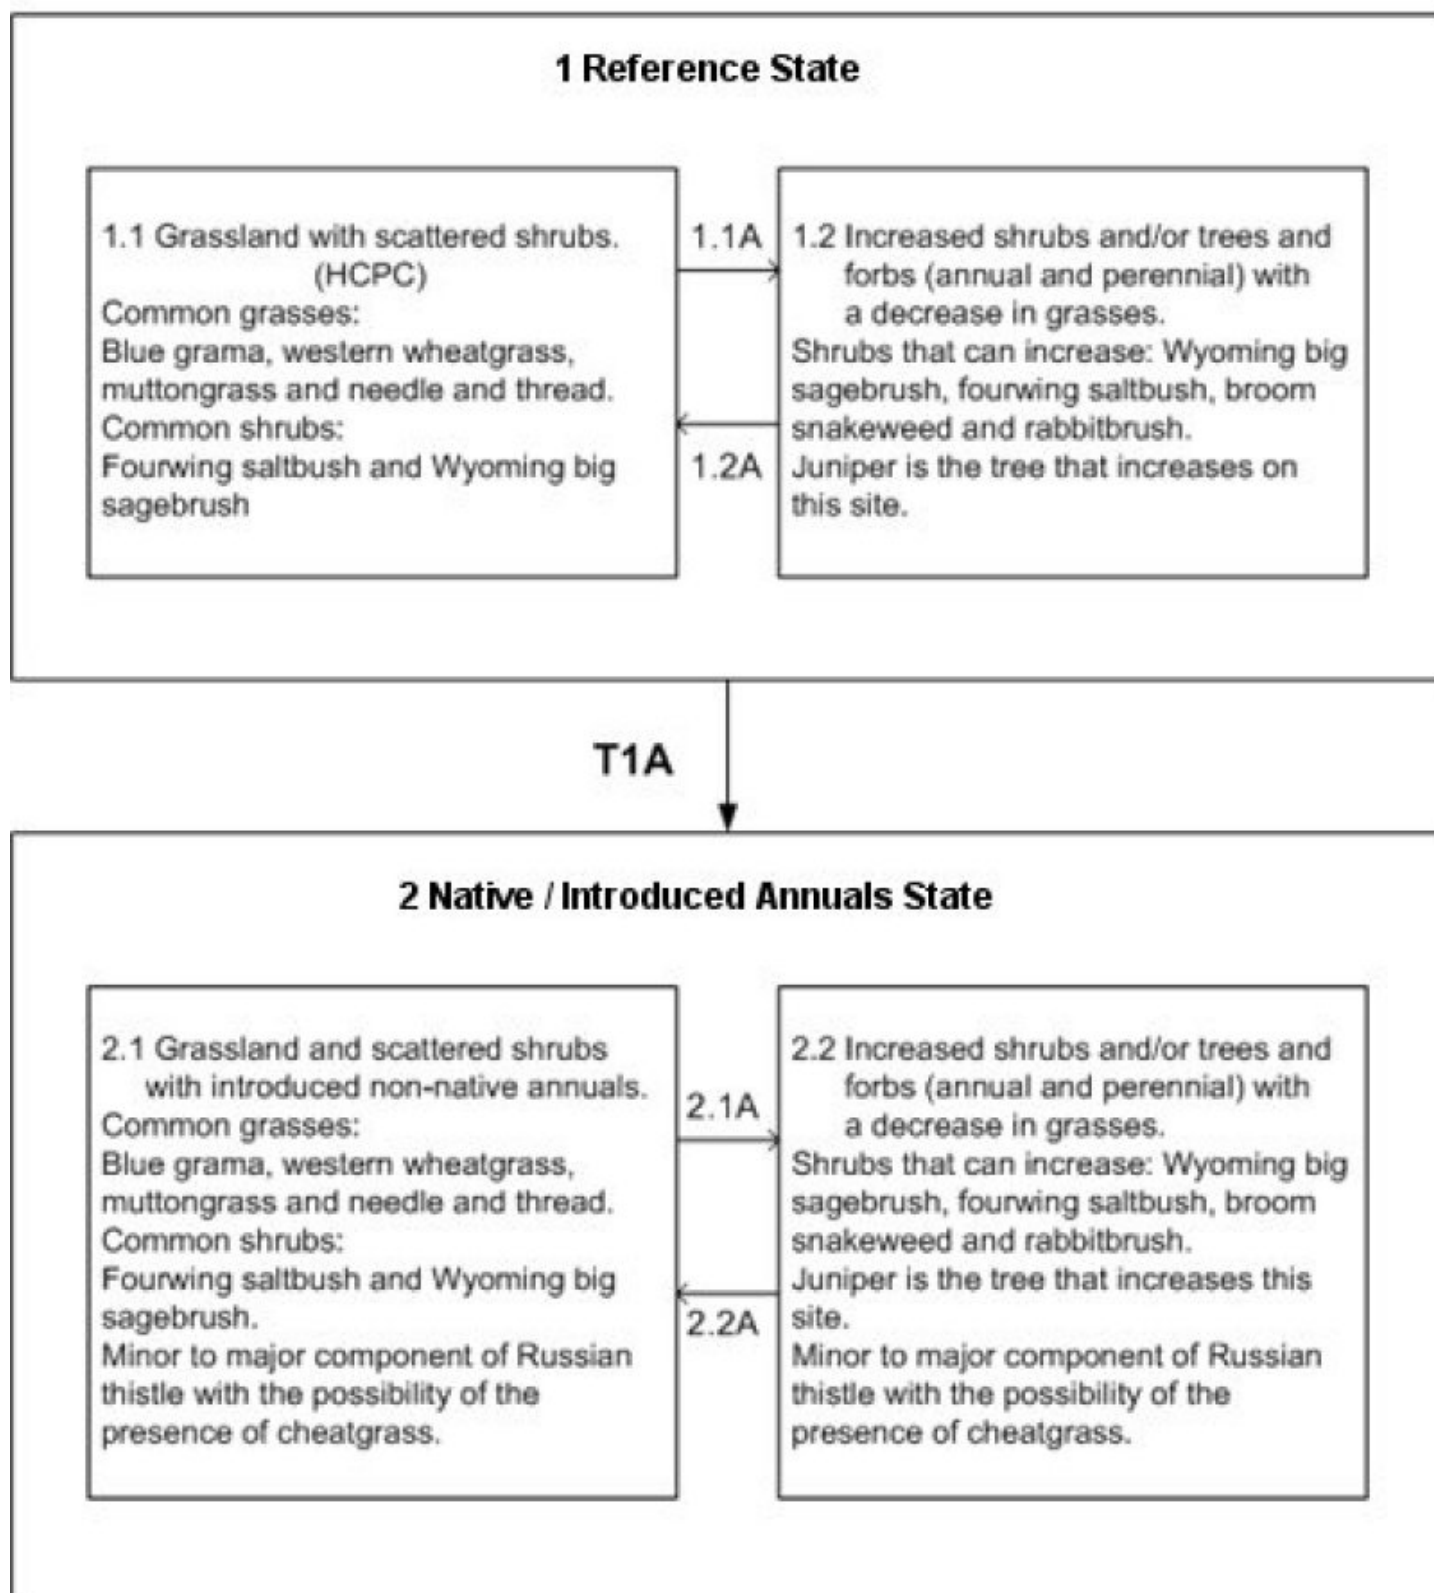 1 Reference State
1.1 Grassland with scattered shrubs.
(HCPC)
Common grasses:
Blue grama, western wheatgrass,
muttongrass and needle and thread.
Common shrubs:
Fourwing saltbush and Wyoming big
sagebrush
1.1A
1.2A
1.2 Increased shrubs and/or trees and
forbs (annual and perennial) with
a decrease in grasses.
Shrubs that can increase: Wyoming big
sagebrush, fourwing saltbush, broom
snakeweed and rabbitbrush.
Juniper is the tree that increases on
this site.
T1A
2 Native / Introduced Annuals State
2.1 Grassland and scattered shrubs
with introduced non-native annuals.
Common grasses:
Blue grama, western wheatgrass,
muttongrass and needle and thread.
Common shrubs:
Fourwing saltbush and Wyoming big
sagebrush.
Minor to major component of Russian
thistle with the possibility of the
presence of cheatgrass.
2.1A
2.2A
2.2 Increased shrubs and/or trees and
forbs (annual and perennial) with
a decrease in grasses.
Shrubs that can increase: Wyoming big
sagebrush, fourwing saltbush, broom
snakeweed and rabbitbrush.
Juniper is the tree that increases this
site.
Minor to major component of Russian
thistle with the possibility of the
presence of cheatgrass.